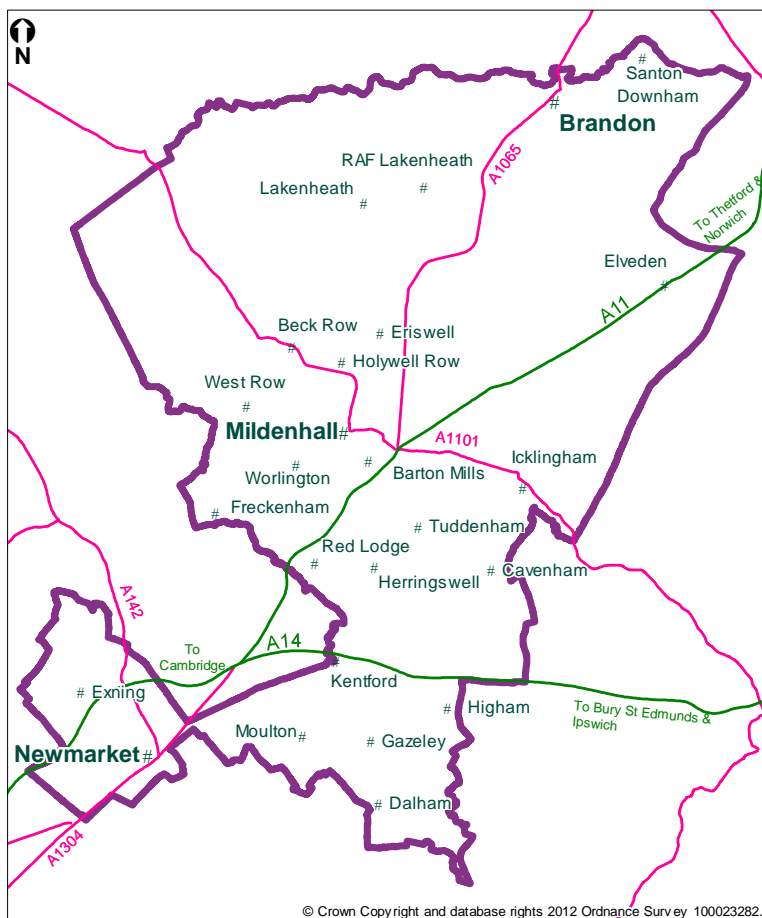 N
Santon
Downham
Brandon
RAF Lakenheath
A1065
Lakenheath
To Thetford &
Norwich
Elveden
A11
Beck Row
Eriswell
Holywell Row
West Row
Mildenhall
A1101
Icklingham
Barton Mills
Worlington
Freckenham
Tuddenham
Red Lodge
Herringswell
Cavenham
A142
To
Cambridge
A14
Kentford
Exning
Higham
To Bury St Edmunds &
Ipswich
Moulton
Gazeley
Newmarket
Dalham
A1304
© Crown Copyright and database rights 2012 Ordnance Survey 100023282.